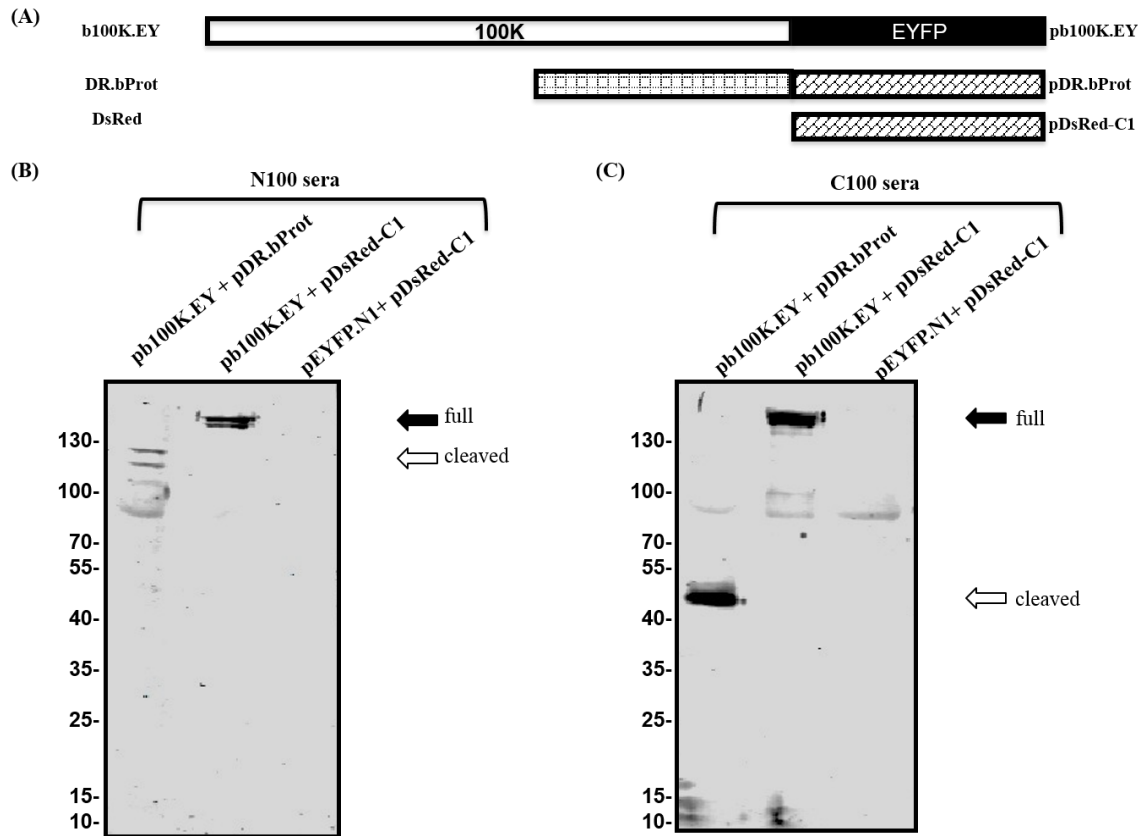 (A)
b100K.EY 100K EYFP pb100K.EY
DR.bProt pDR.bProt
DsRed pDsRed-C1
(B)
N100 sera
pb100K.EY + pDR.bProt
pb100K.EY + pDsRed-C1
pEYFP.N1+ pDsRed-C1
full
cleaved
130-
100-
70-
55-
40-
35-
25-
15-
10-
(C)
C100 sera
pb100K.EY + pDR.bProt
pb100K.EY + pDsRed-C1
pEYFP.N1+ pDsRed-C1
full
cleaved
130-
100-
70-
55-
40-
35-
25-
15-
10-